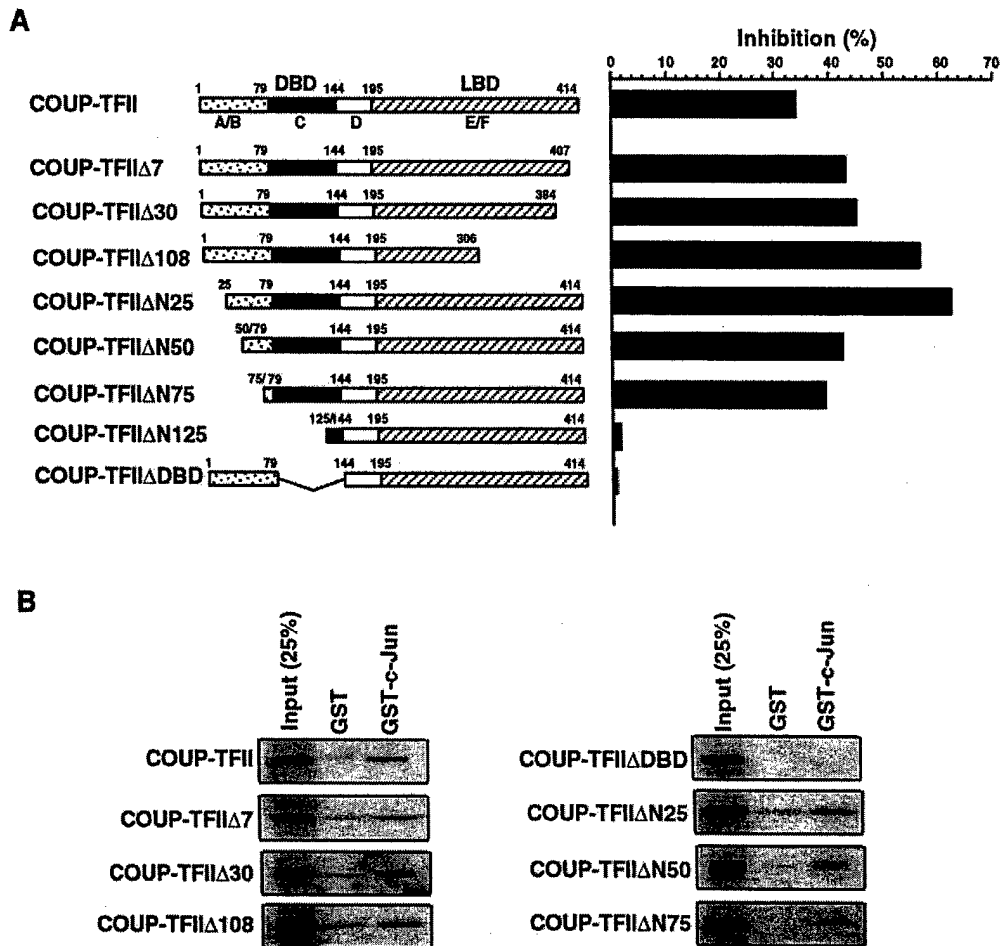 A
Inhibition (%)
0 10 20 30 40 50 60 70
1 79 DBD 144 195 LBD 414
COUP-TFII
A/B C D E/F
1 79 144 195 407
COUP-TFIIΔ7
1 79 144 195 384
COUP-TFIIΔ30
1 79 144 195 306
COUP-TFIIΔ108
25 79 144 195 414
COUP-TFIIΔN25
50/79 144 195 414
COUP-TFIIΔN50
75/79 144 195 414
COUP-TFIIΔN75
125/144 195 414
COUP-TFIIΔN125
1 79 144 195 414
COUP-TFIIΔDBD
B
Input (25%) GST GST-c-Jun
COUP-TFII
COUP-TFIIΔ7
COUP-TFIIΔ30
COUP-TFIIΔ108
Input (25%) GST GST-c-Jun
COUP-TFIIΔDBD
COUP-TFIIΔN25
COUP-TFIIΔN50
COUP-TFIIΔN75